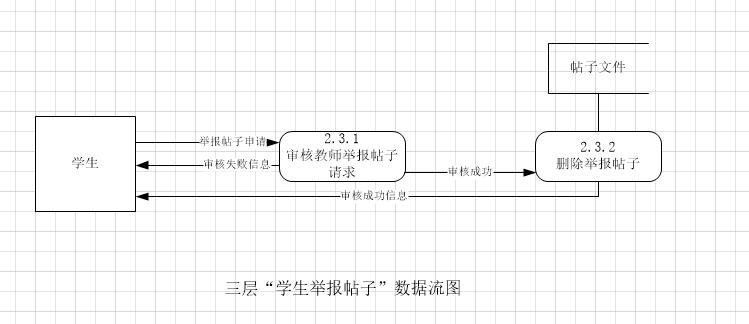 帖子文件
学生
举报帖子申请
2.3.1
审核教师举报帖子
请求
审核失败信息
审核成功
2.3.2
删除举报帖子
审核成功信息
三层“学生举报帖子”数据流图